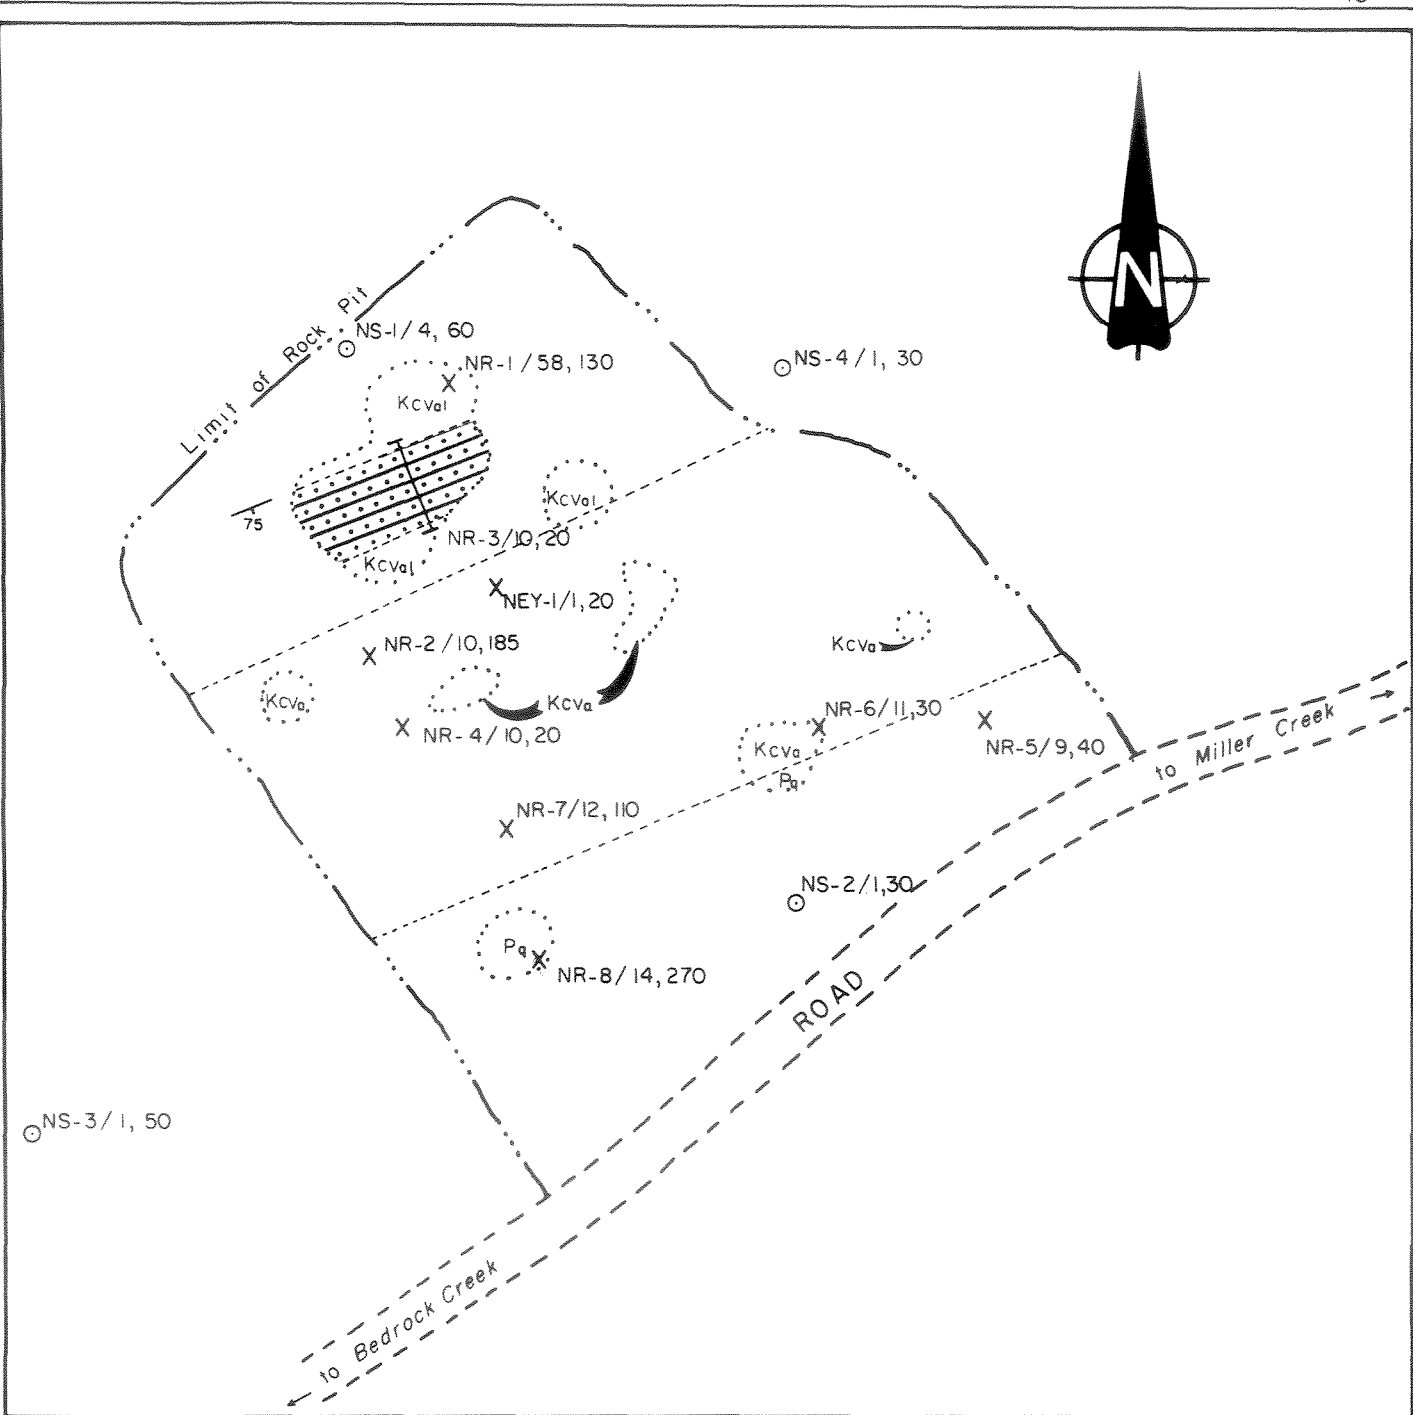 N
Limit of Rock Pit
NS-1/4, 60
NR-1/58, 130
NS-4/1, 30
Kcval
Kcval
75
NR-3/10,20
Kcval
NEY-1/1,20
NR-2/10,185
Kcva
Kcva
Kcva
NR-6/11,30
NR-4/10,20
Kcva
NR-5/9,40
to Miller Creek
Pq
NR-7/12, 110
NS-2/1,30
Pq
NR-8/14,270
ROAD
NS-3/1, 50
to Bedrock Creek